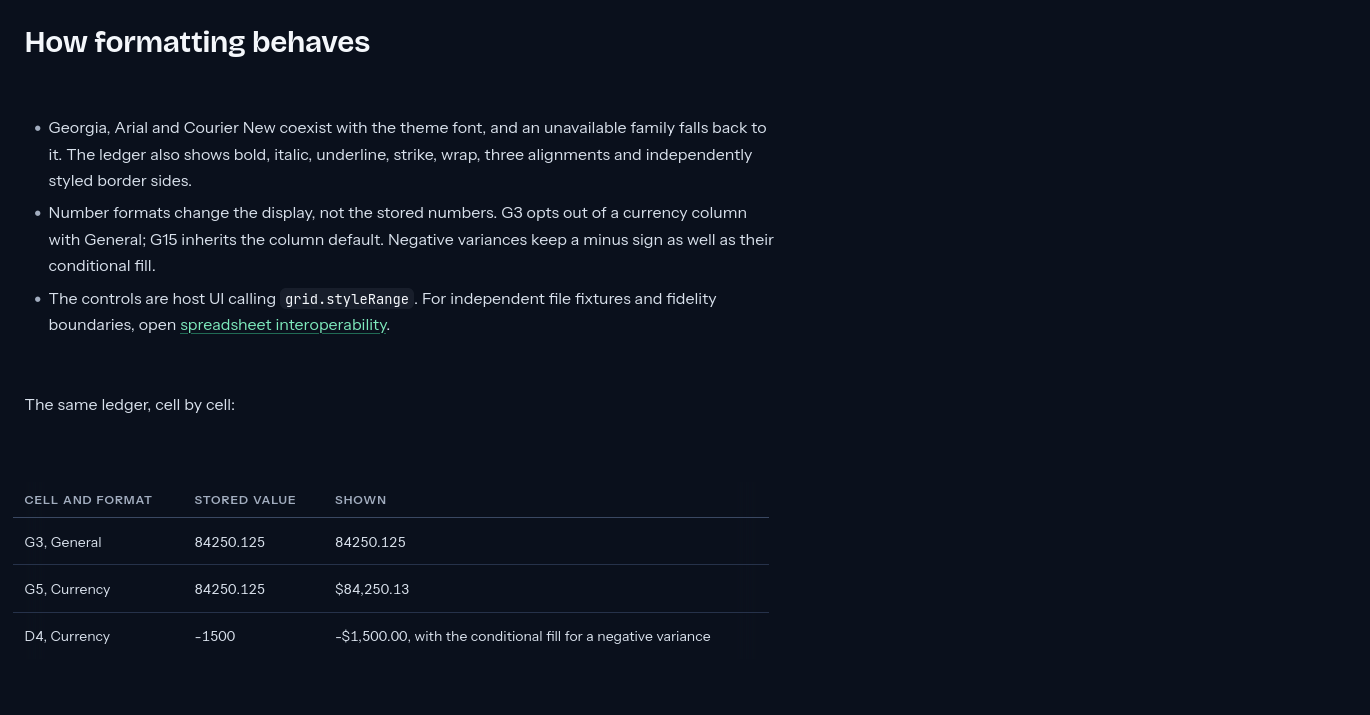 How formatting behaves
• Georgia, Arial and Courier New coexist with the theme font, and an unavailable family falls back to
it. The ledger also shows bold, italic, underline, strike, wrap, three alignments and independently
styled border sides.
• Number formats change the display, not the stored numbers. G3 opts out of a currency column
with General; G15 inherits the column default. Negative variances keep a minus sign as well as their
conditional fill.
• The controls are host UI calling grid.styleRange. For independent file fixtures and fidelity
boundaries, open spreadsheet interoperability.
The same ledger, cell by cell:
CELL AND FORMAT STORED VALUE SHOWN
G3, General 84250.125 84250.125
G5, Currency 84250.125 $84,250.13
D4, Currency -1500 -$1,500.00, with the conditional fill for a negative variance